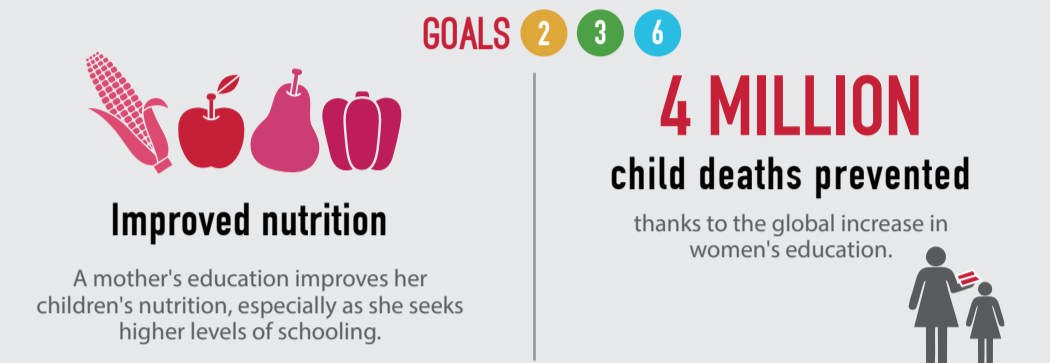 GOALS 2 3 6
Improved nutrition
A mother's education improves her
children's nutrition, especially as she seeks
higher levels of schooling.
4 MILLION
child deaths prevented
thanks to the global increase in
women's education.